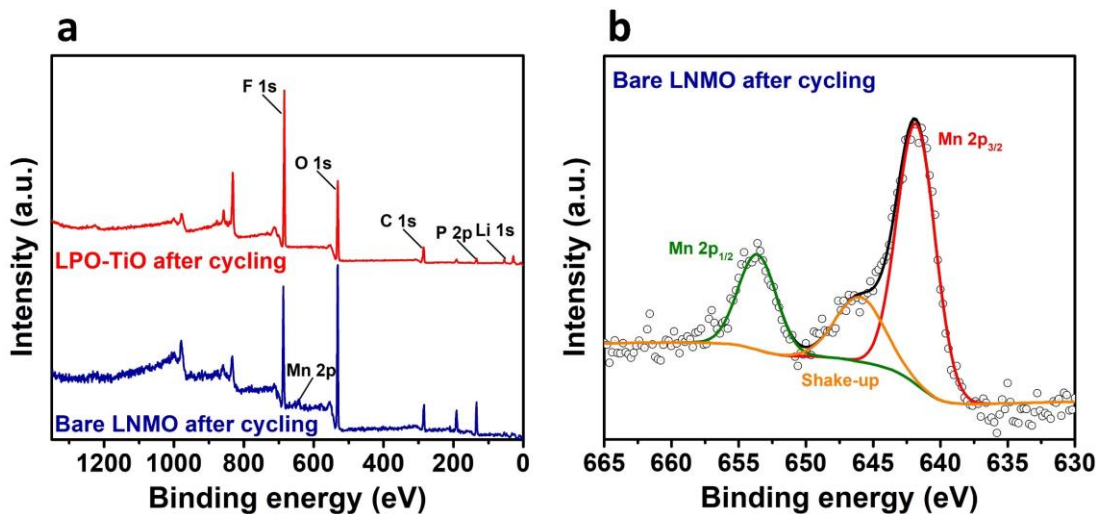 a
F 1s
O 1s
C 1s
P 2p
Li 1s
LPO-TiO after cycling
Mn 2p
Bare LNMO after cycling
Intensity (a.u.)
1200 1000 800 600 400 200 0
Binding energy (eV)
b
Bare LNMO after cycling
Mn 2p3/2
Mn 2p1/2
Shake-up
Intensity (a.u.)
665 660 655 650 645 640 635 630
Binding energy (eV)